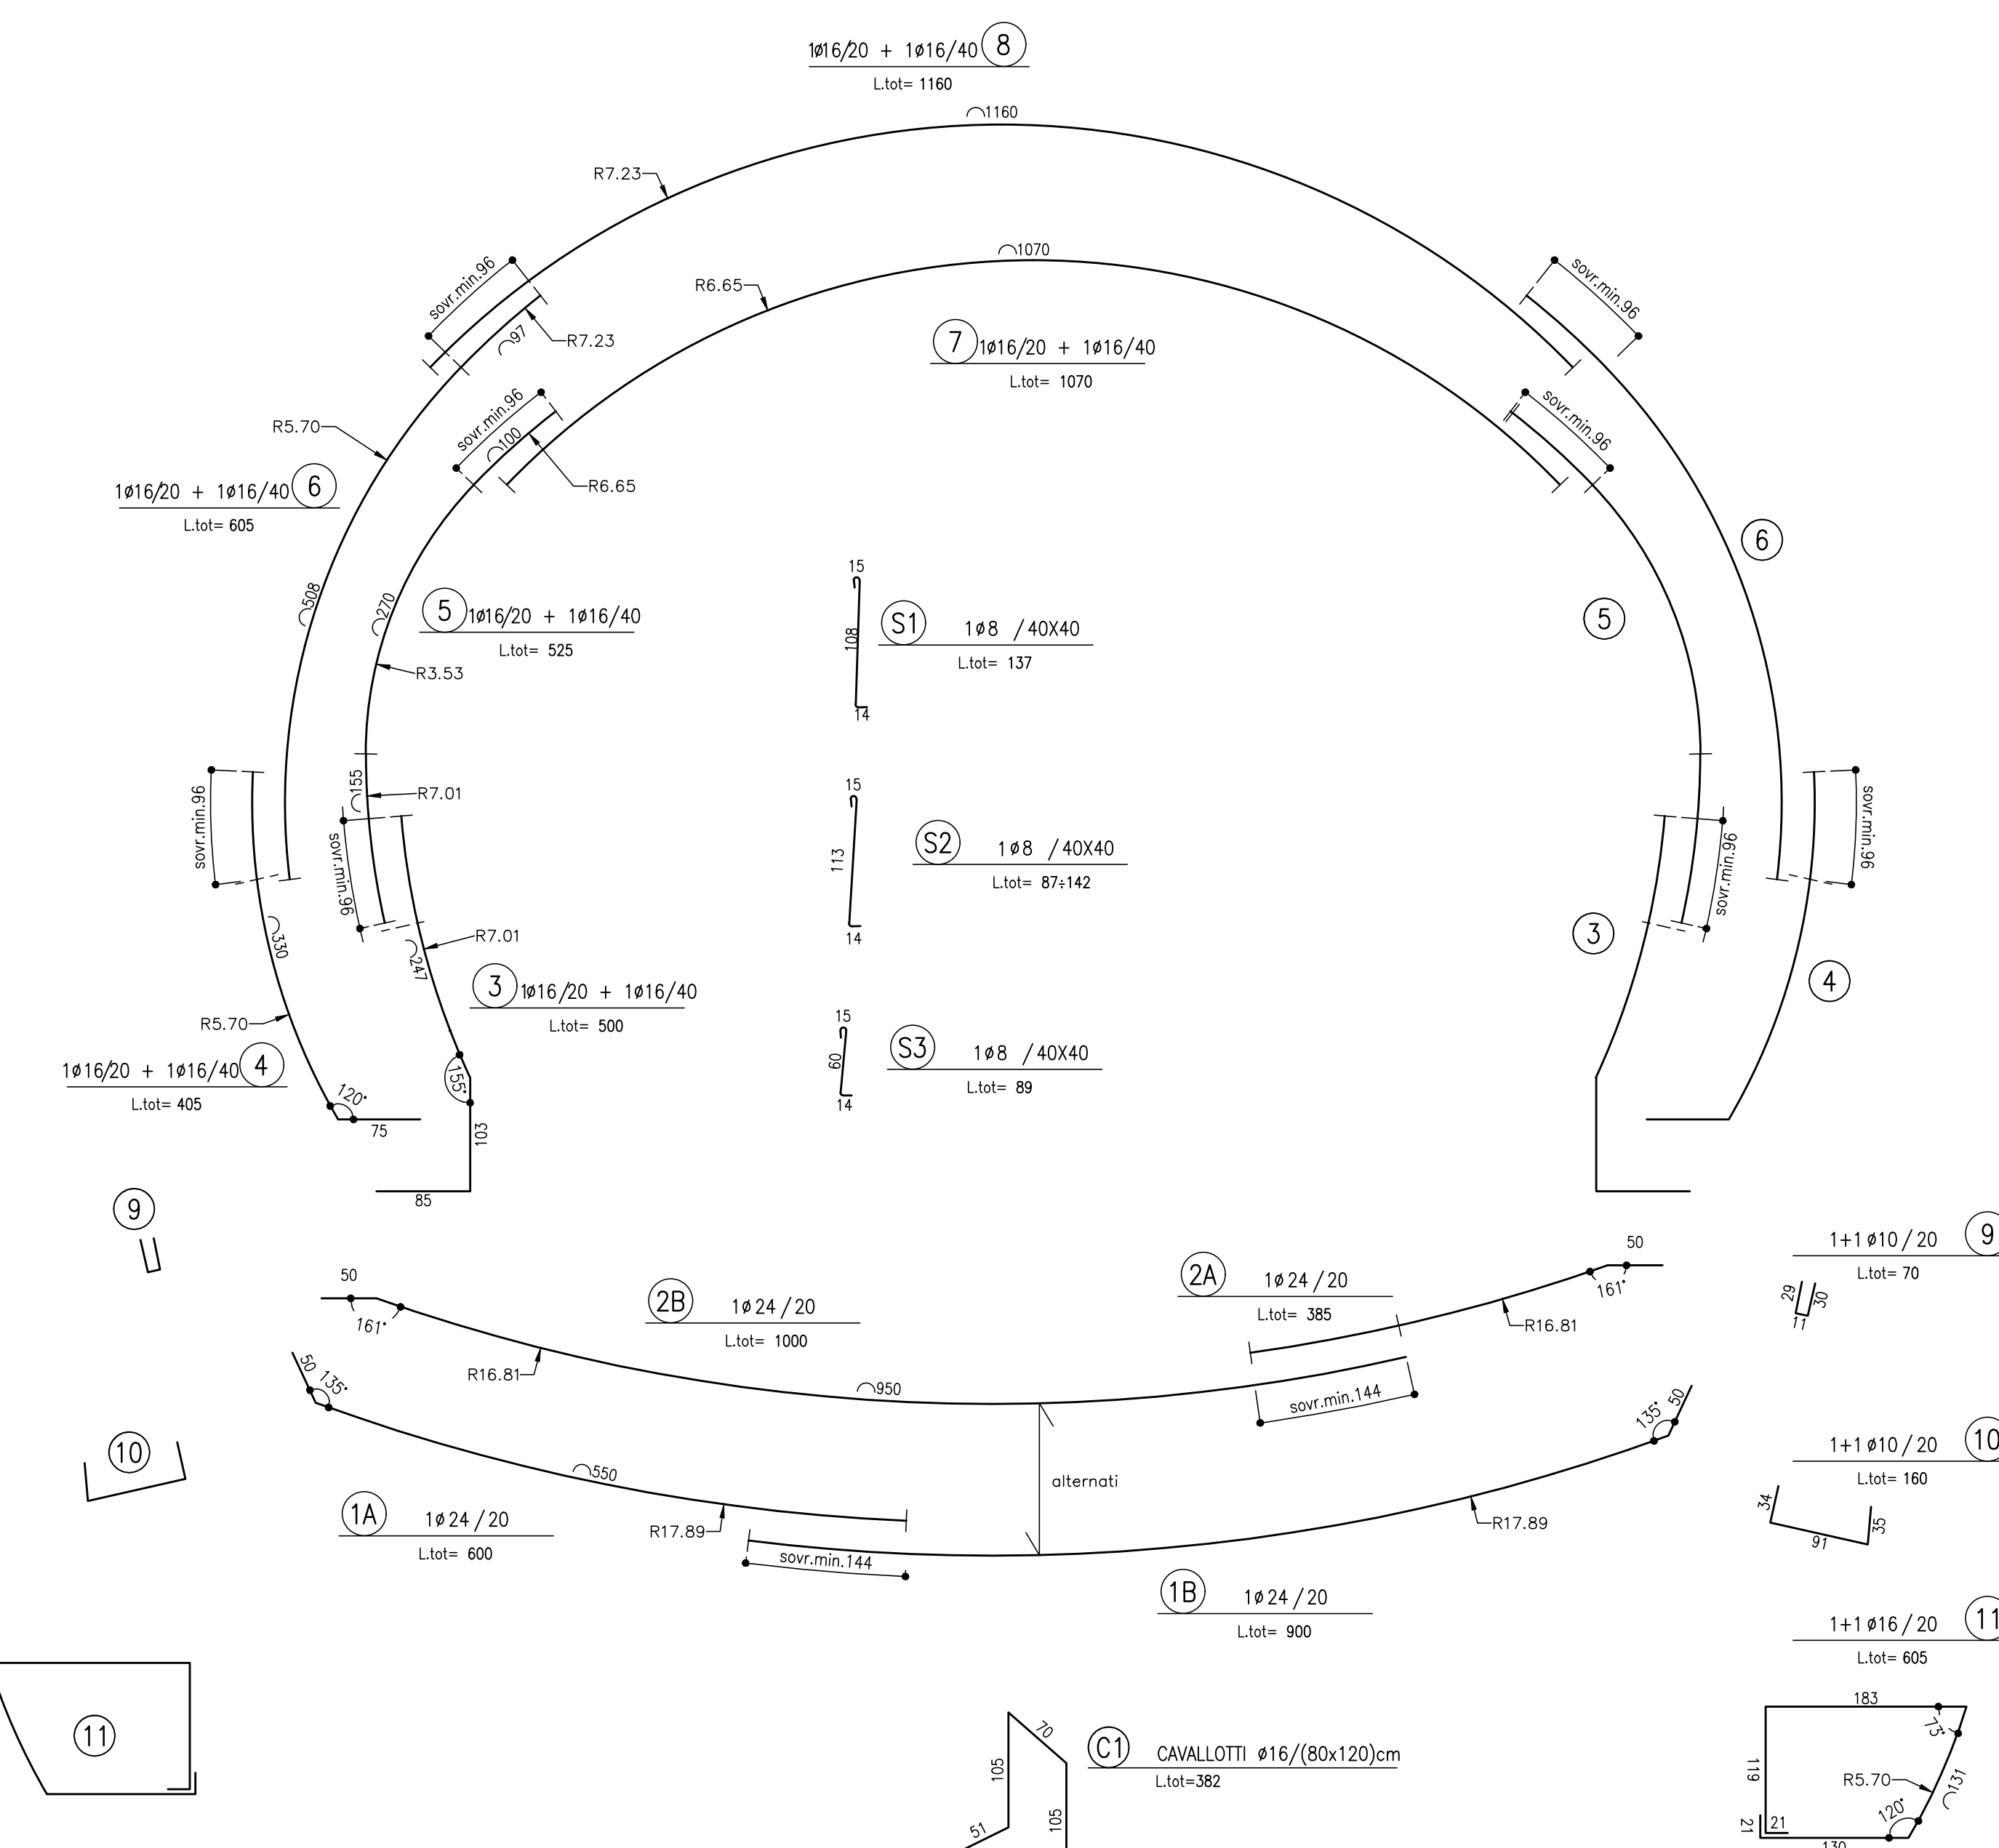 1ø16/20 + 1ø16/40 8
L.tot= 1160
1160
R7.23
sovr.min.96
97
R7.23
1070
R6.65
7 1ø16/20 + 1ø16/40
L.tot= 1070
sovr.min.96
sovr.min.96
100
R6.65
sovr.min.96
R5.70
1ø16/20 + 1ø16/40 6
L.tot= 605
6
508
270
5 1ø16/20 + 1ø16/40
L.tot= 525
R3.53
5
15
108
14
S1 1ø8 /40X40
L.tot= 137
155
R7.01
sovr.min.96
sovr.min.96
15
113
14
S2 1ø8 /40X40
L.tot= 87÷142
sovr.min.96
sovr.min.96
330
R7.01
247
3 1ø16/20 + 1ø16/40
L.tot= 500
3
4
R5.70
1ø16/20 + 1ø16/40 4
L.tot= 405
120°
75
155°
103
85
15
60
14
S3 1ø8 /40X40
L.tot= 89
9
50
161°
2B 1ø24/20
L.tot= 1000
R16.81
950
2A 1ø24/20
L.tot= 385
50
161°
R16.81
sovr.min.144
1+1ø10/20 9
L.tot= 70
29
30
11
50
135°
550
1A 1ø24/20
L.tot= 600
R17.89
sovr.min.144
alternati
135°
50
R17.89
1B 1ø24/20
L.tot= 900
10
1+1ø10/20 10
L.tot= 160
34
91
35
1+1ø16/20 11
L.tot= 605
11
183
73°
119
R5.70
131
120°
21
21
130
70
105
105
51
C1 CAVALLOTTI ø16/(80x120)cm
L.tot=382